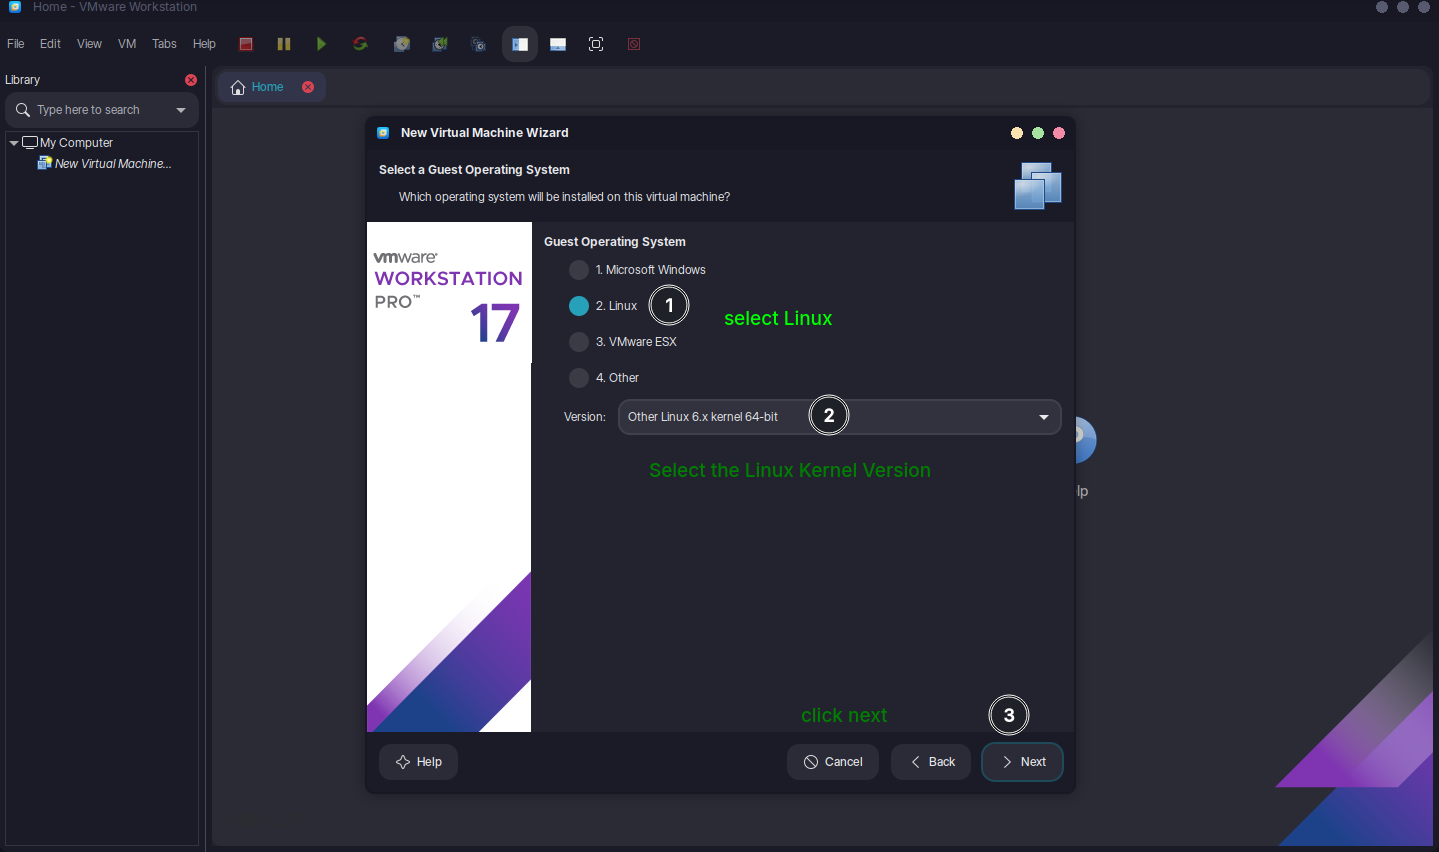 Home - VMware Workstation
File Edit View VM Tabs Help
Library
Type here to search
My Computer
New Virtual Machine...
Home
New Virtual Machine Wizard
Select a Guest Operating System
Which operating system will be installed on this virtual machine?
vmware
WORKSTATION
PRO™
17
Guest Operating System
1. Microsoft Windows
2. Linux
1
select Linux
3. VMware ESX
4. Other
Version: Other Linux 6.x kernel 64-bit
2
Select the Linux Kernel Version
lp
click next
3
Help Cancel Back Next